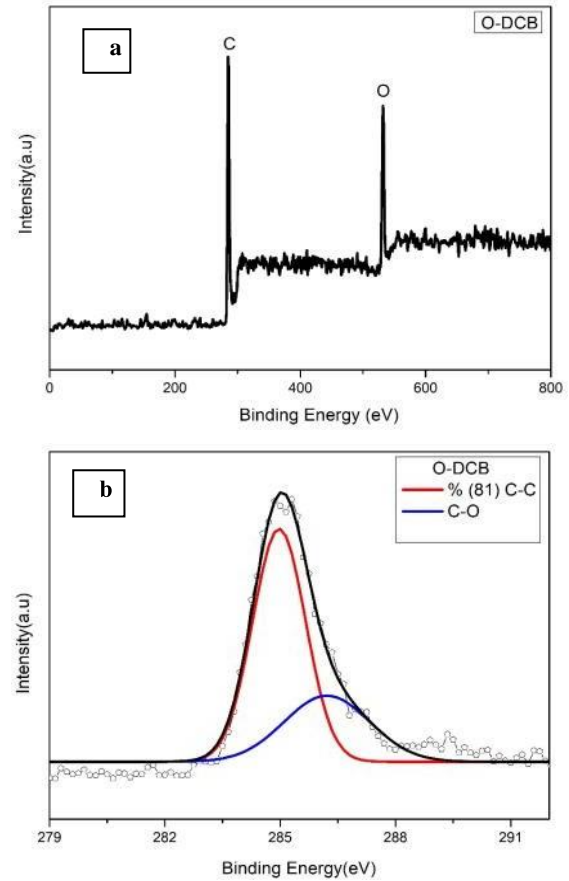 a
O-DCB
C
O
Intensity(a.u)
0 200 400 600 800
Binding Energy (eV)
b
O-DCB
% (81) C-C
C-O
Intensity(a.u)
279 282 285 288 291
Binding Energy(eV)